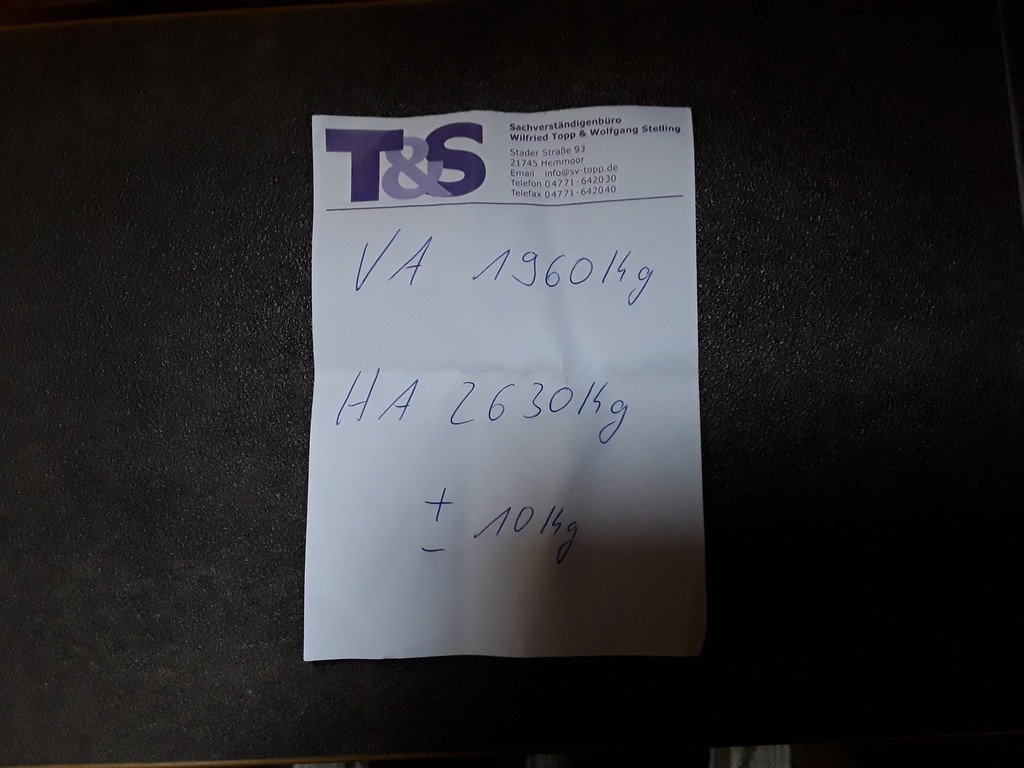 T&S
Sachverständigenbüro
Wilfried Topp & Wolfgang Stelling
Stader Straße 93
21745 Hemmoor
Email info@sv-topp.de
Telefon 04771-642030
Telefax 04771-642040
VA 1960Kg
HA 2630Kg
+
- 10Kg